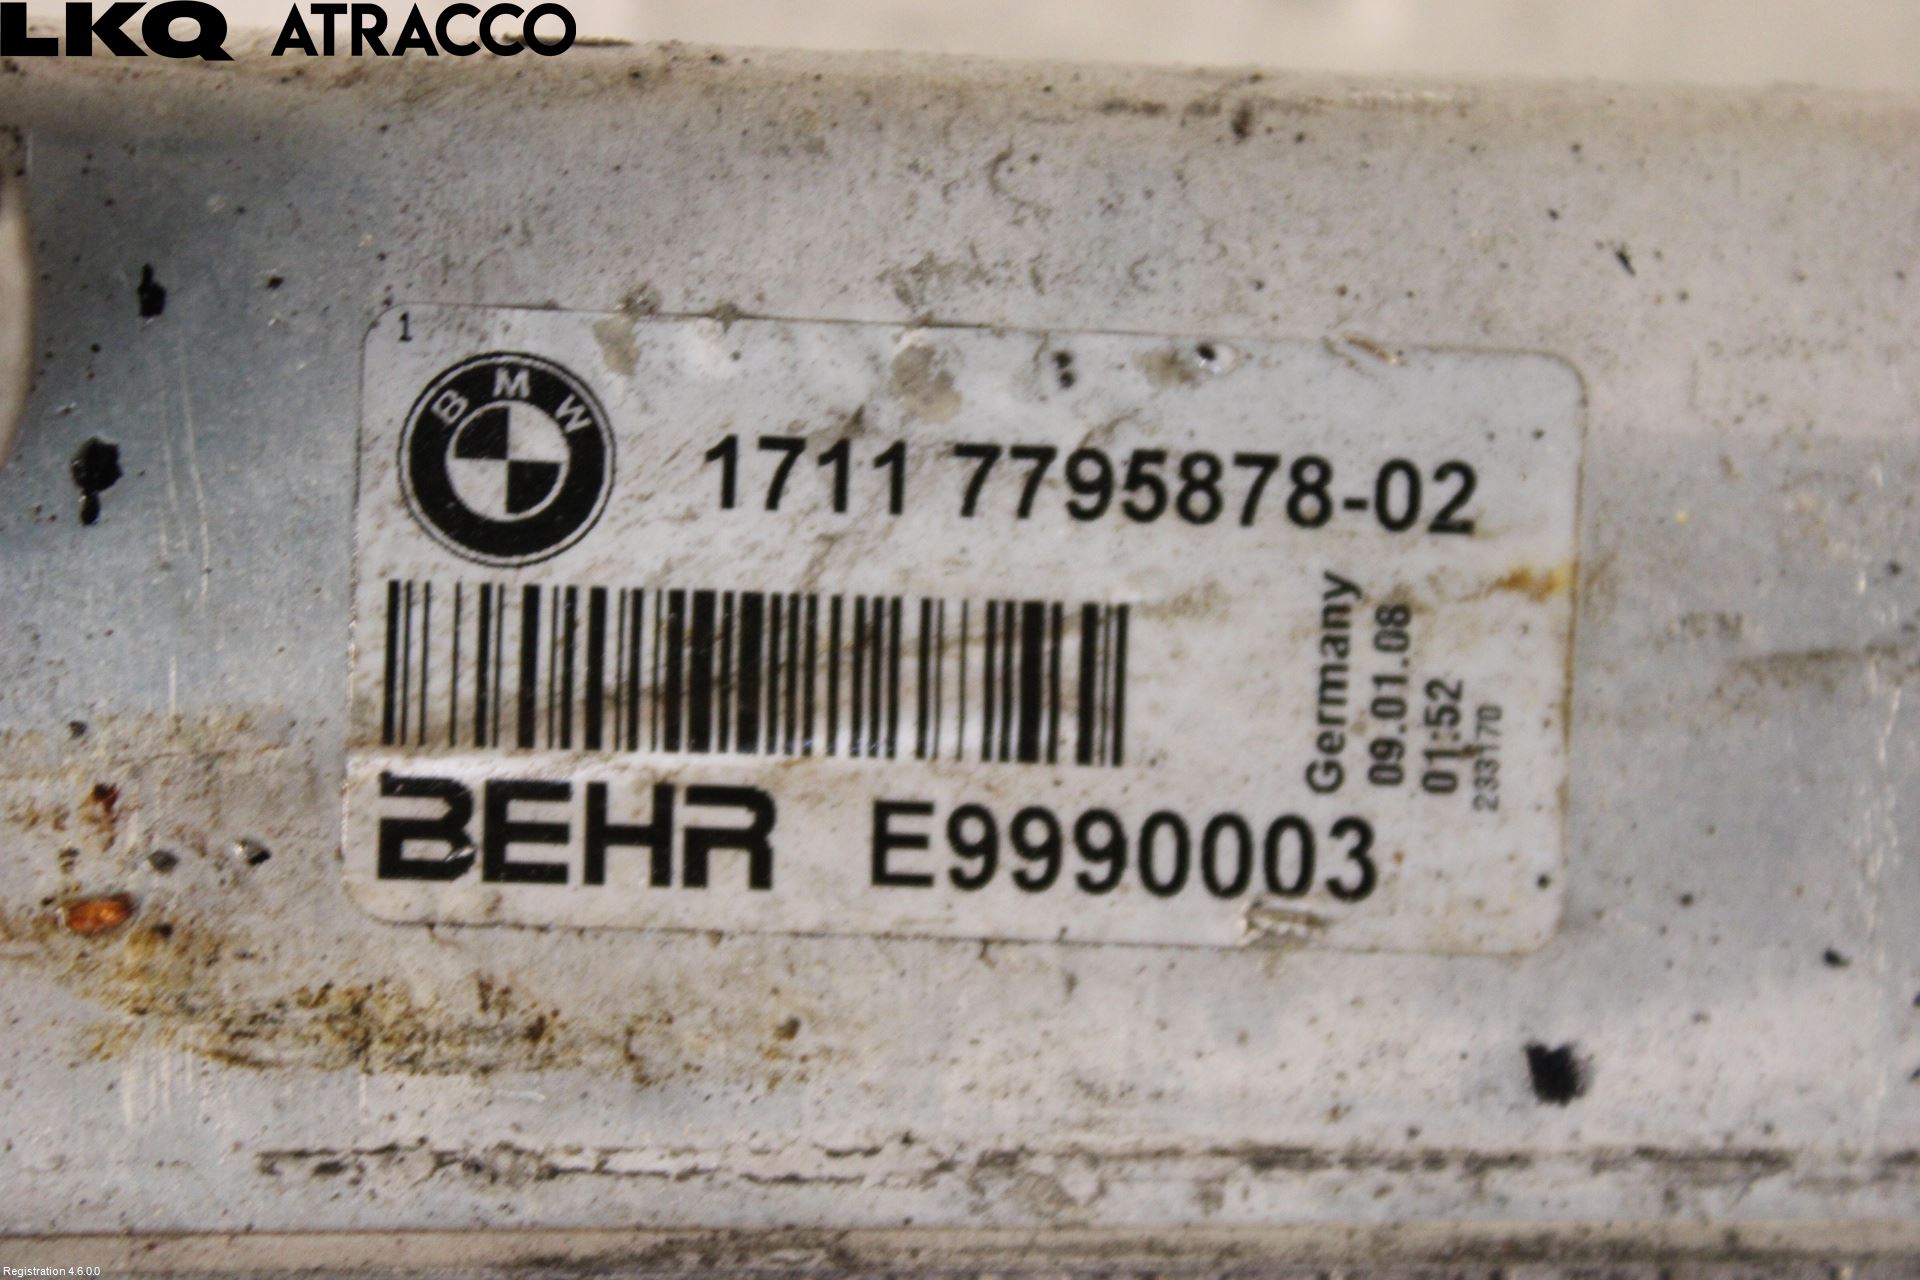 LKQ ATRACCO
1
BMW
1711 7795878-02
Germany
09.01.08
01:52
233170
BEHR E9990003
Registration 4.6.0.0